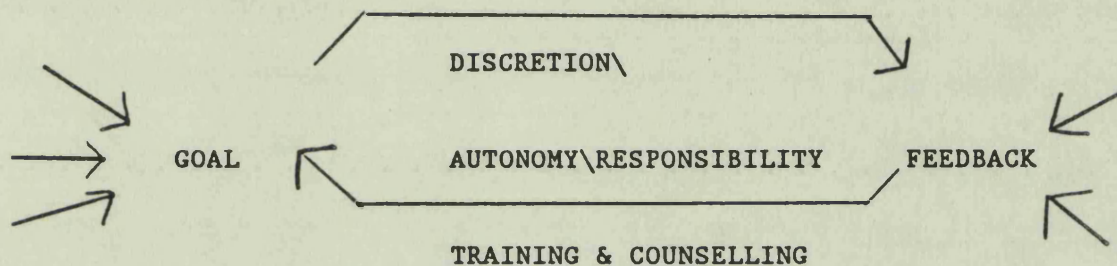 DISCRETION\
GOAL AUTONOMY\RESPONSIBILITY FEEDBACK
TRAINING & COUNSELLING